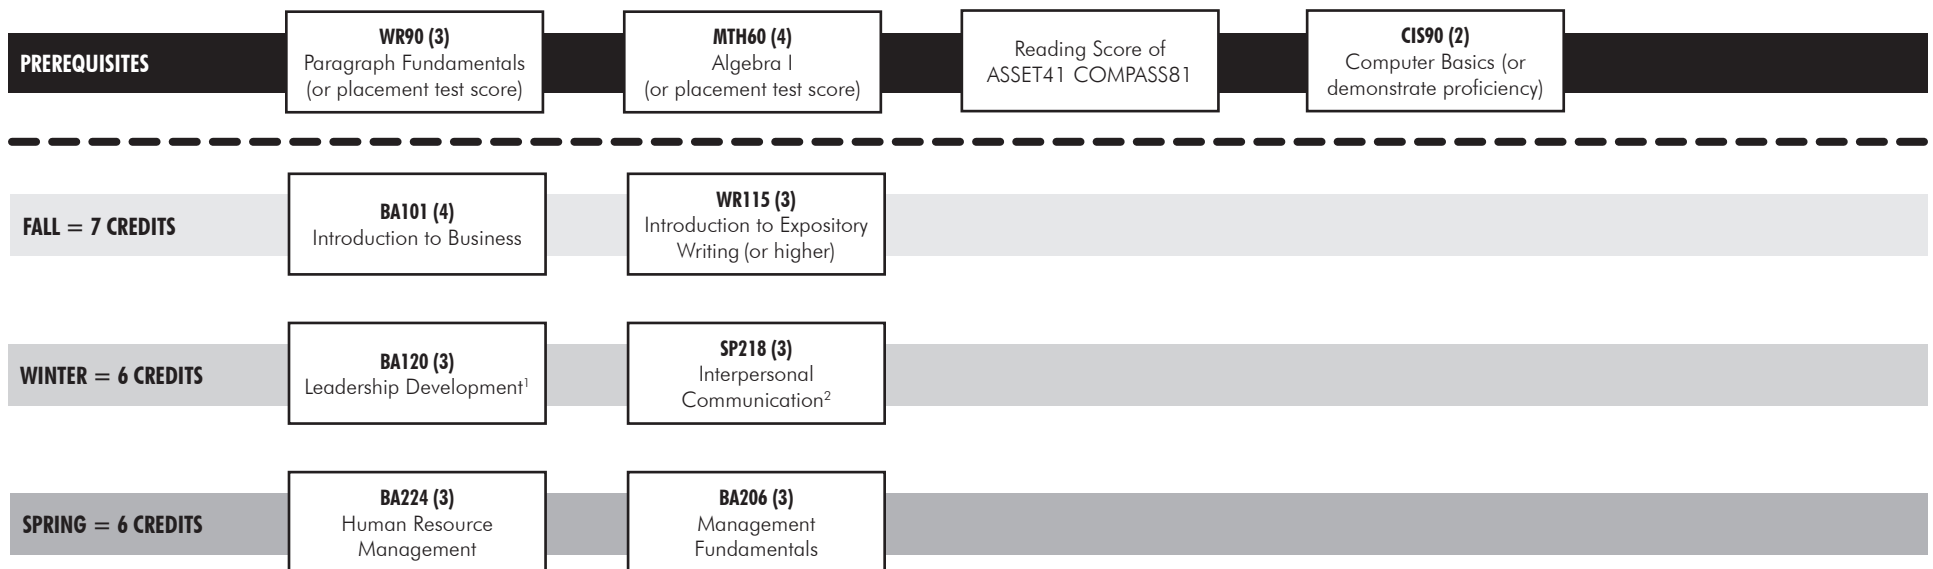 PREREQUISITES
WR90 (3)
Paragraph Fundamentals
(or placement test score)
MTH60 (4)
Algebra I
(or placement test score)
Reading Score of
ASSET41 COMPASS81
CIS90 (2)
Computer Basics (or
demonstrate proficiency)
FALL = 7 CREDITS
BA101 (4)
Introduction to Business
WR115 (3)
Introduction to Expository
Writing (or higher)
WINTER = 6 CREDITS
BA120 (3)
Leadership Development¹
SP218 (3)
Interpersonal
Communication²
SPRING = 6 CREDITS
BA224 (3)
Human Resource
Management
BA206 (3)
Management
Fundamentals